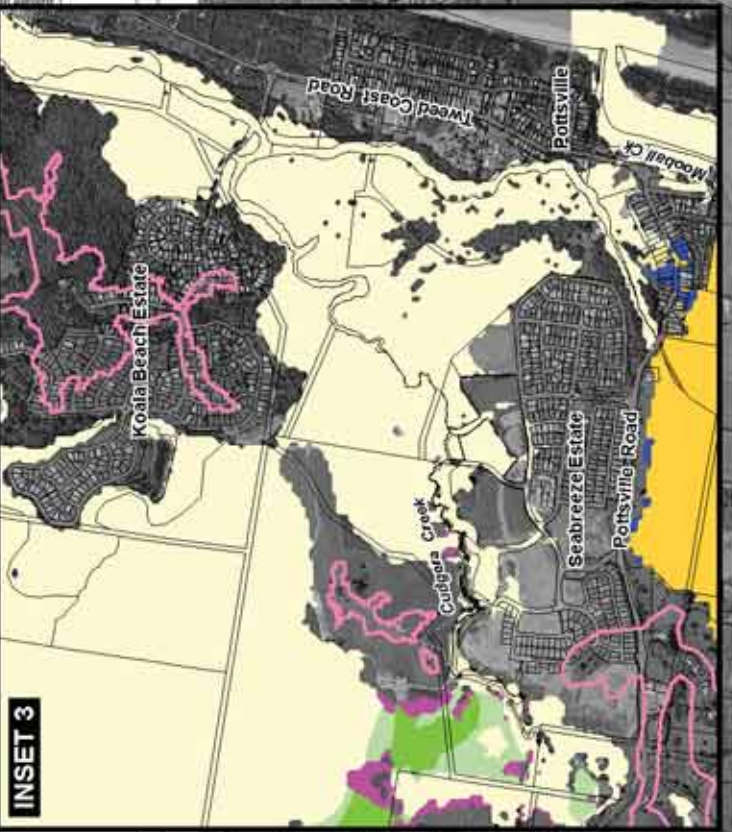 INSET 3
Koala Beach Estate
Tweed Coast Road
Pottsville
Mooball Ck
Cudgera Creek
Seabreeze Estate
Pottsville Road